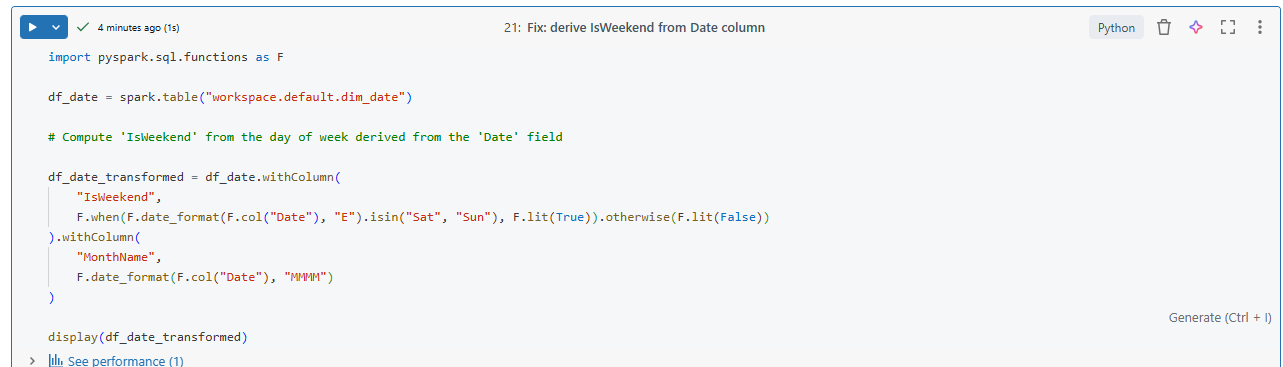 4 minutes ago (1s) 21: Fix: derive IsWeekend from Date column Python
import pyspark.sql.functions as F
df_date = spark.table("workspace.default.dim_date")
# Compute 'IsWeekend' from the day of week derived from the 'Date' field
df_date_transformed = df_date.withColumn(
    "IsWeekend",
    F.when(F.date_format(F.col("Date"), "E").isin("Sat", "Sun"), F.lit(True)).otherwise(F.lit(False))
).withColumn(
    "MonthName",
    F.date_format(F.col("Date"), "MMMM")
)
Generate (Ctrl + I)
display(df_date_transformed)
See performance (1)